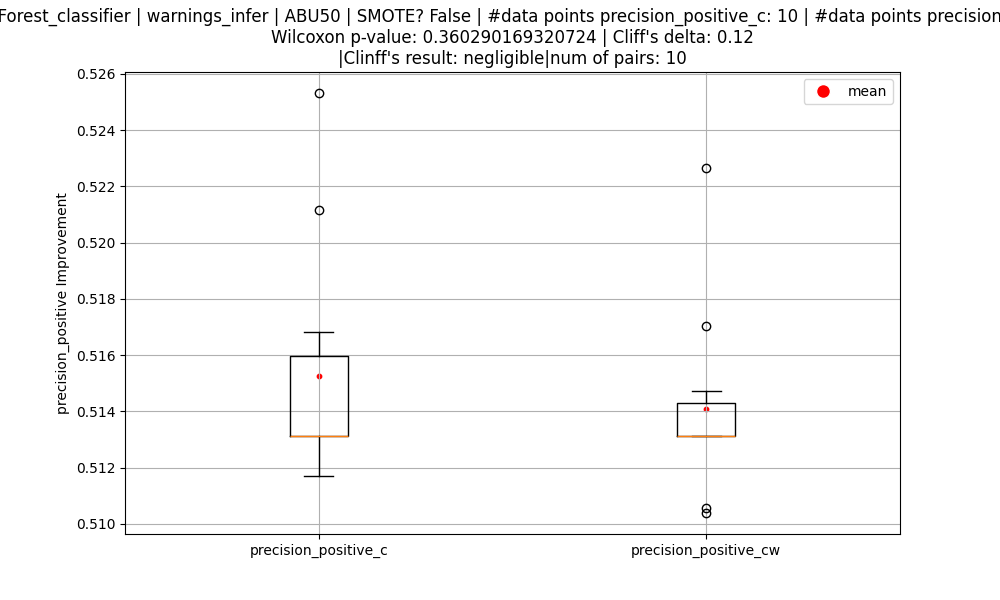 Forest_classifier | warnings_infer | ABU50 | SMOTE? False | #data points precision_positive_c: 10 | #data points precision
Wilcoxon p-value: 0.360290169320724 | Cliff's delta: 0.12
|Clinff's result: negligible|num of pairs: 10
mean
0.526
0.524
0.522
0.520
0.518
0.516
0.514
0.512
0.510
precision_positive Improvement
precision_positive_c
precision_positive_cw